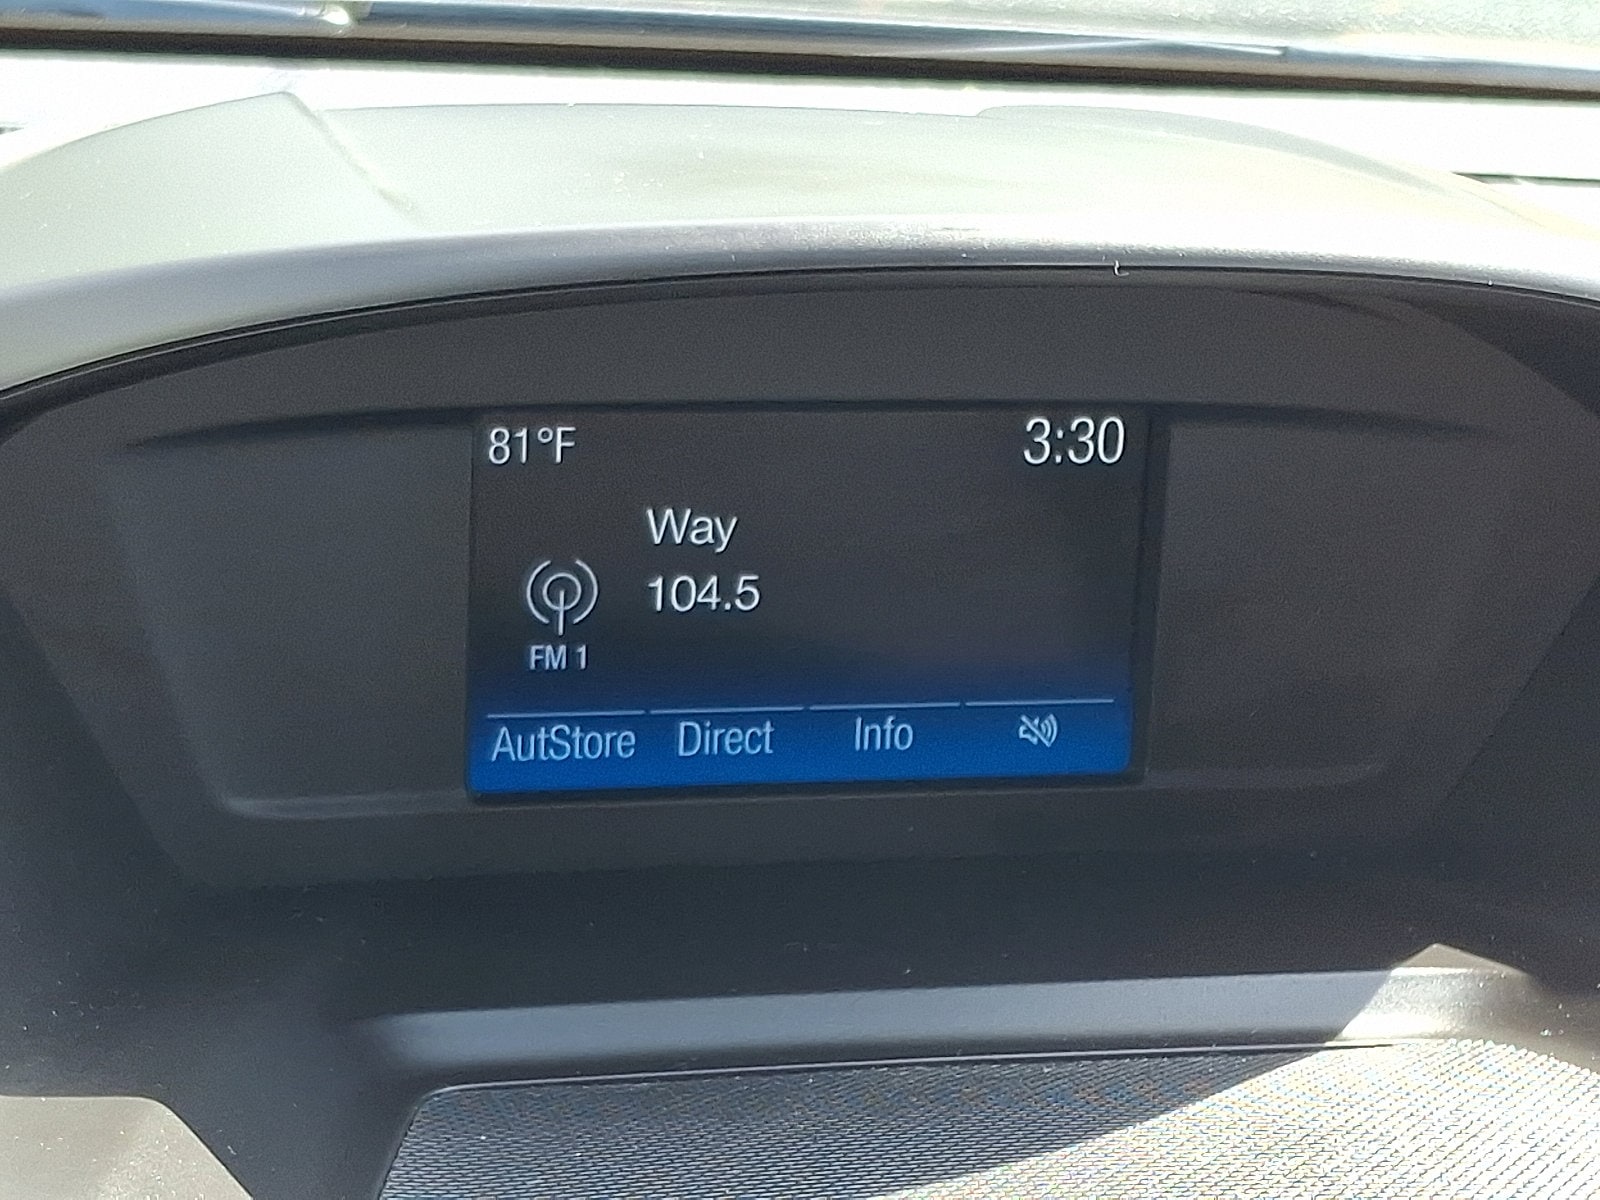 81°F 3:30
Way
104.5
FM 1
AutStore Direct Info